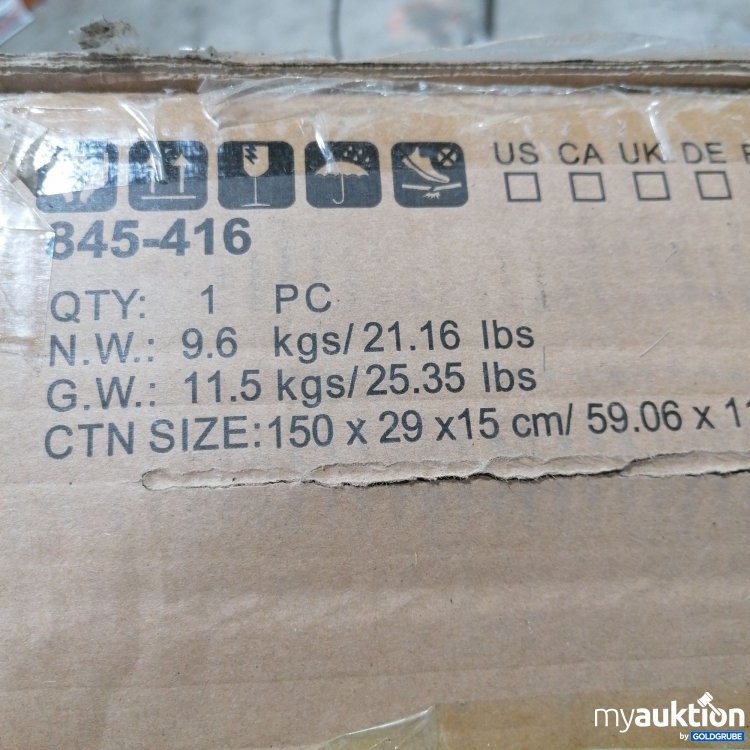 US CA UK DE
845-416
QTY: 1 PC
N.W.: 9.6 kgs/ 21.16 lbs
G.W.: 11.5 kgs/ 25.35 lbs
CTN SIZE: 150 x 29 x15 cm/ 59.06 x
myauktion
by GOLDGRUBE